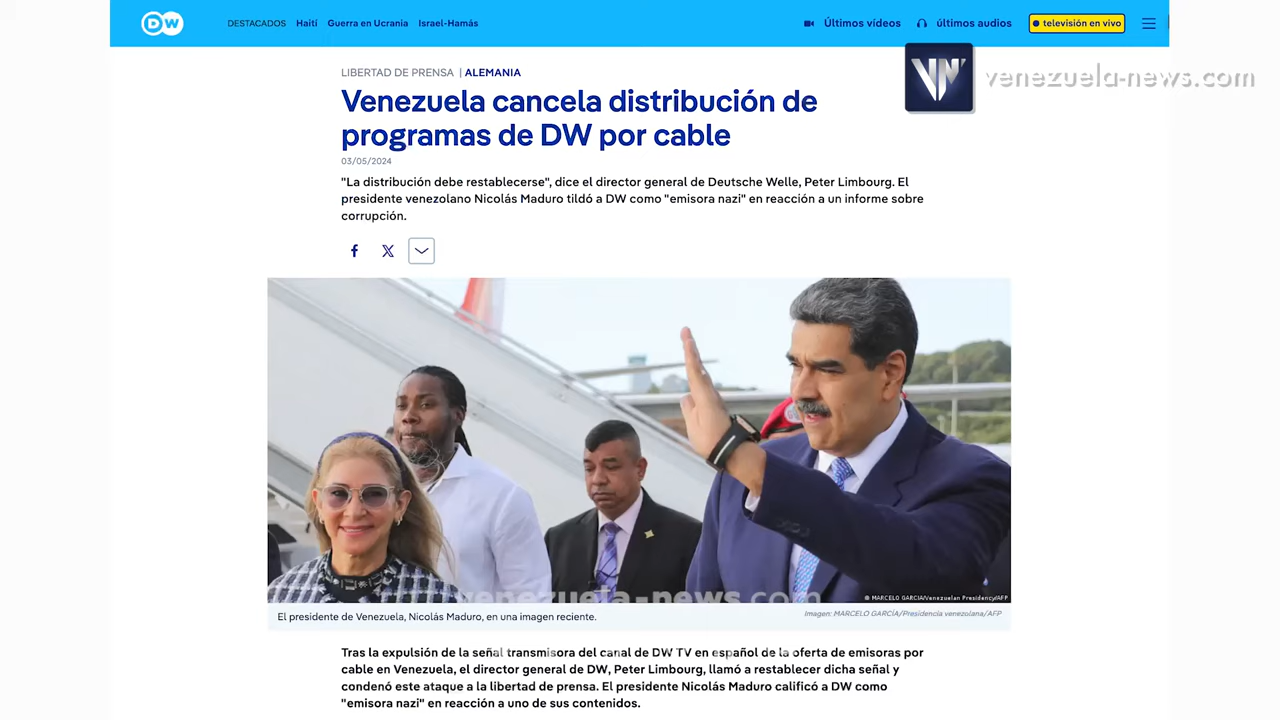 DW
DESTACADOS Haití Guerra en Ucrania Israel-Hamás Últimos vídeos últimos audios televisión en vivo
VN venezuela-news.com
LIBERTAD DE PRENSA | ALEMANIA
Venezuela cancela distribución de
programas de DW por cable
03/05/2024
"La distribución debe restablecerse", dice el director general de Deutsche Welle, Peter Limbourg. El
presidente venezolano Nicolás Maduro tildó a DW como "emisora nazi" en reacción a un informe sobre
corrupción.
venezuela-news.com
© MARCELO GARCIA/Venezuelan Presidency/AFP
El presidente de Venezuela, Nicolás Maduro, en una imagen reciente.
Imagen: MARCELO GARCÍA/Presidencia venezolana/AFP
Tras la expulsión de la señal transmisora del canal de DW TV en español de la oferta de emisoras por
cable en Venezuela, el director general de DW, Peter Limbourg, llamó a restablecer dicha señal y
condenó este ataque a la libertad de prensa. El presidente Nicolás Maduro calificó a DW como
"emisora nazi" en reacción a uno de sus contenidos.